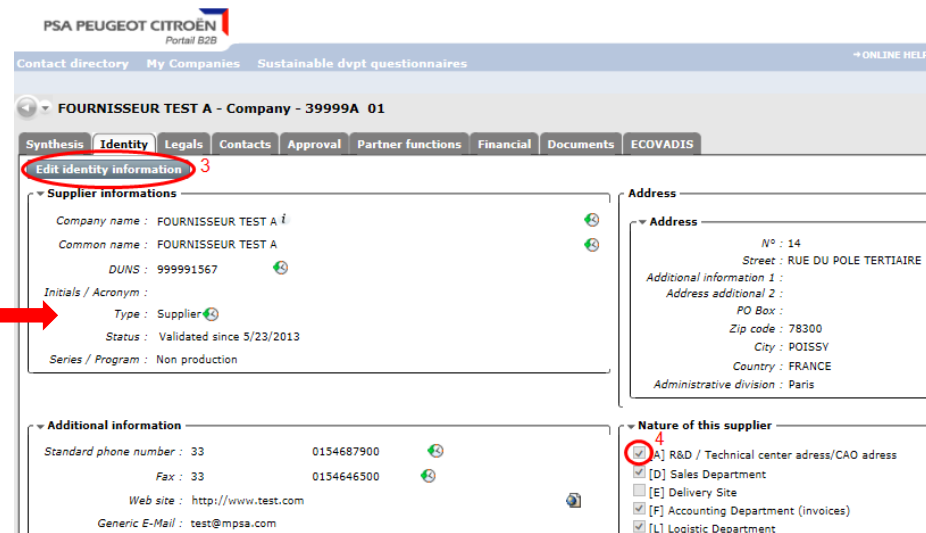 PSA PEUGEOT CITROËN
Portail B2B
Contact directory My Companies Sustainable dvpt questionnaires
ONLINE HELP
FOURNISSEUR TEST A - Company - 39999A 01
Synthesis Identity Legals Contacts Approval Partner functions Financial Documents ECOVADIS
Edit identity information 3
Supplier informations
Company name : FOURNISSEUR TEST A i
Common name : FOURNISSEUR TEST A
DUNS : 999991567
Initials / Acronym :
Type : Supplier
Status : Validated since 5/23/2013
Series / Program : Non production
Address
Address
N° : 14
Street : RUE DU POLE TERTIAIRE
Additional information 1 :
Address additional 2 :
PO Box :
Zip code : 78300
City : POISSY
Country : FRANCE
Administrative division : Paris
Additional information
Standard phone number : 33 0154687900
Fax : 33 0154646500
Web site : http://www.test.com
Generic E-Mail : test@mpsa.com
Nature of this supplier
4
[A] R&D / Technical center adress/CAO adress
[D] Sales Department
[E] Delivery Site
[F] Accounting Department (invoices)
[L] Logistic Department